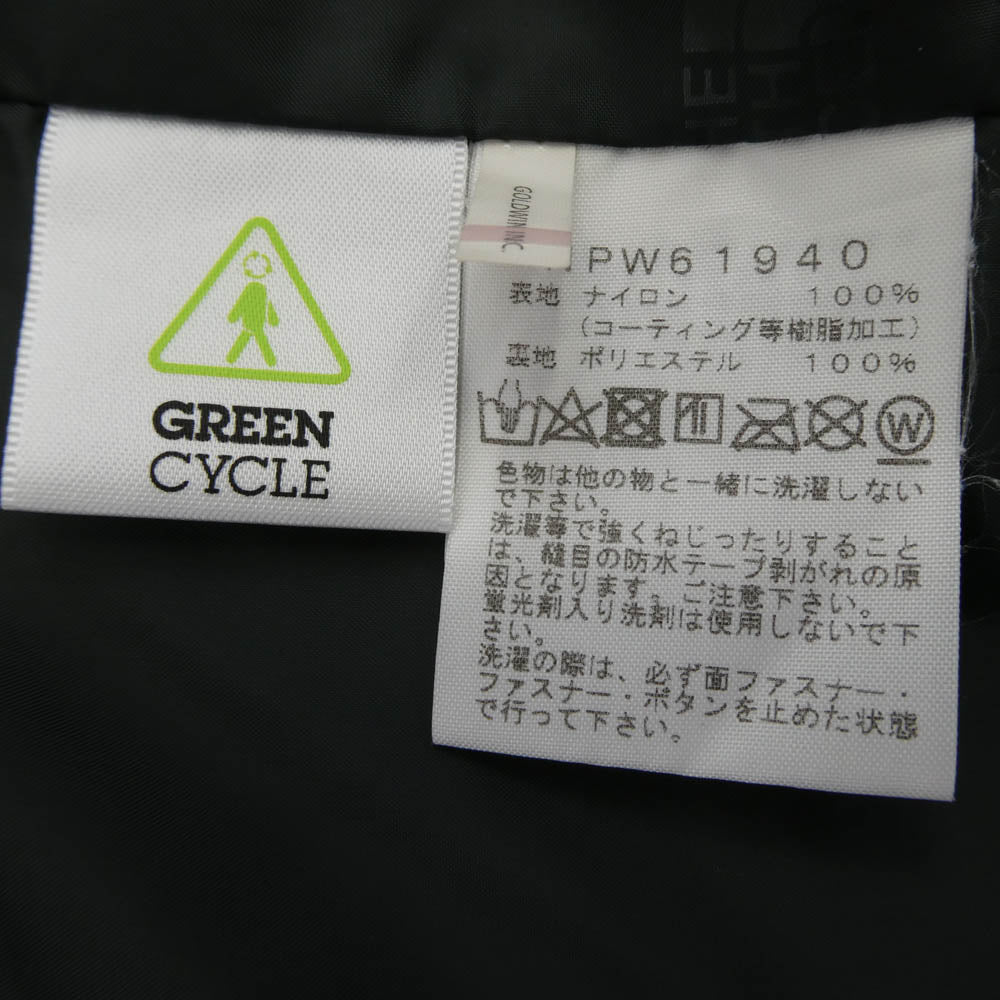 GREEN
CYCLE
GOLDWIN INC
PW61940
表地 ナイロン 100%
(コーティング等樹脂加工)
裏地 ポリエステル 100%
W
色物は他の物と一緒に洗濯しない
で下さい。
洗濯等で強くねじったりすること
は、縫目の防水テープ剥がれの原
因となります。ご注意下さい。
蛍光剤入り洗剤は使用しないで下
さい。
洗濯の際は、必ず面ファスナー・
ファスナー・ボタンを止めた状態
で行って下さい。